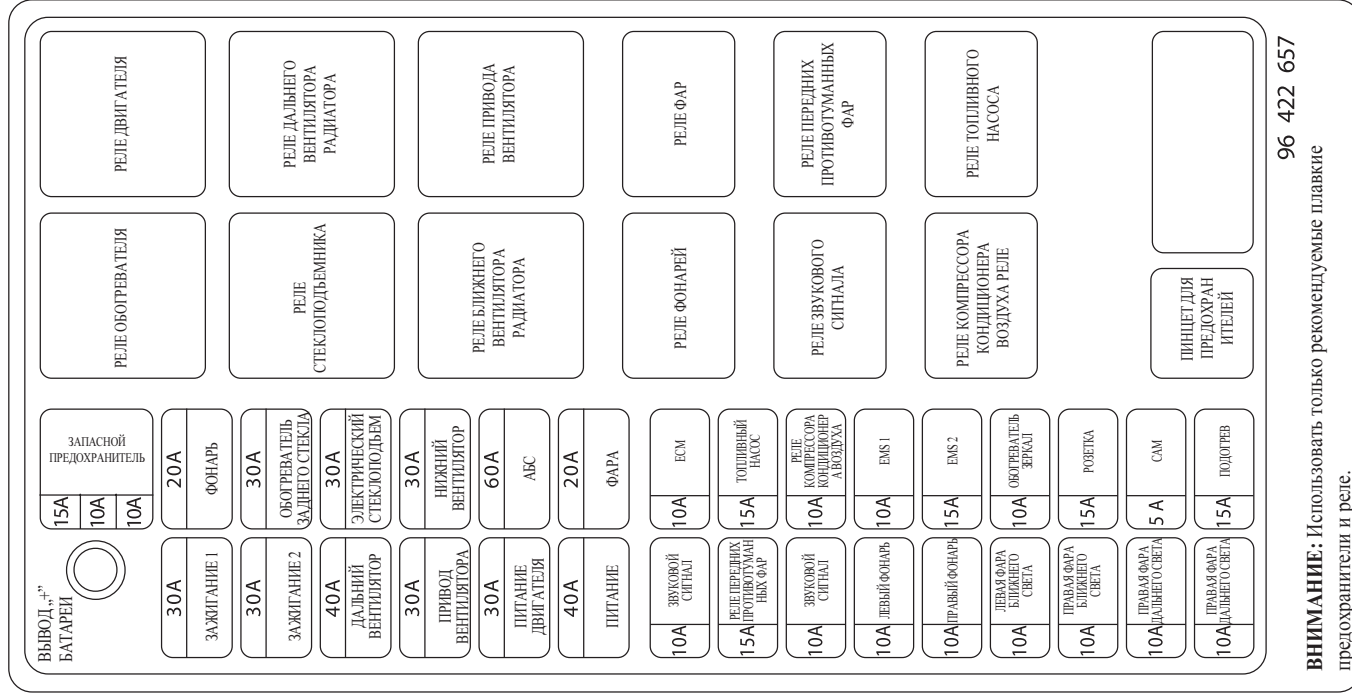 ВЫВОД „+”
БАТАРЕИ
15A
10A
10A
ЗАПАСНОЙ
ПРЕДОХРАНИТЕЛЬ
РЕЛЕ ОБОГРЕВАТЕЛЯ
РЕЛЕ ДВИГАТЕЛЯ
30A
ЗАЖИГАНИЕ 1
20A
ФОНАРЬ
30A
ЗАЖИГАНИЕ 2
30A
ОБОГРЕВАТЕЛЬ
ЗАДНЕГО СТЕКЛА
РЕЛЕ
СТЕКЛОПОДЪЕМНИКА
РЕЛЕ ДАЛЬНЕГО
ВЕНТИЛЯТОРА
РАДИАТОРА
40A
ДАЛЬНИЙ
ВЕНТИЛЯТОР
30A
ЭЛЕКТРИЧЕСКИЙ
СТЕКЛОПОДЪЕМ
30A
ПРИВОД
ВЕНТИЛЯТОРА
30A
НИЖНИЙ
ВЕНТИЛЯТОР
РЕЛЕ БЛИЖНЕГО
ВЕНТИЛЯТОРА
РАДИАТОРА
РЕЛЕ ПРИВОДА
ВЕНТИЛЯТОРА
30A
ПИТАНИЕ
ДВИГАТЕЛЯ
60A
АБС
40A
ПИТАНИЕ
20A
ФАРА
РЕЛЕ ФОНАРЕЙ
РЕЛЕ ФАР
10A
ЗВУКОВОЙ
СИГНАЛ
10A
ECM
15A
РЕЛЕ ПЕРЕДНИХ
ПРОТИВОТУМАН
НЫХ ФАР
15A
ТОПЛИВНЫЙ
НАСОС
РЕЛЕ ЗВУКОВОГО
СИГНАЛА
РЕЛЕ ПЕРЕДНИХ
ПРОТИВОТУМАННЫХ
ФАР
10A
ЗВУКОВОЙ
СИГНАЛ
10A
РЕЛЕ
КОМПРЕССОРА
КОНДИЦИОНЕР
А ВОЗДУХА
10A
ЛЕВЫЙ ФОНАРЬ
10A
EMS 1
10A
ПРАВЫЙ ФОНАРЬ
15A
EMS 2
РЕЛЕ КОМПРЕССОРА
КОНДИЦИОНЕРА
ВОЗДУХА РЕЛЕ
РЕЛЕ ТОПЛИВНОГО
НАСОСА
10A
ЛЕВАЯ ФАРА
БЛИЖНЕГО
СВЕТА
10A
ОБОГРЕВАТЕЛЬ
ЗЕРКАЛ
10A
ПРАВАЯ ФАРА
БЛИЖНЕГО
СВЕТА
15A
РОЗЕТКА
10A
ПРАВАЯ ФАРА
ДАЛЬНЕГО СВЕТА
5 A
САМ
10A
ПРАВАЯ ФАРА
ДАЛЬНЕГО СВЕТА
15A
ПОДОГРЕВ
ПИНЦЕТ ДЛЯ
ПРЕДОХРАН
ИТЕЛЕЙ
96 422 657
ВНИМАНИЕ: Использовать только рекомендуемые плавкие
предохранители и реле.